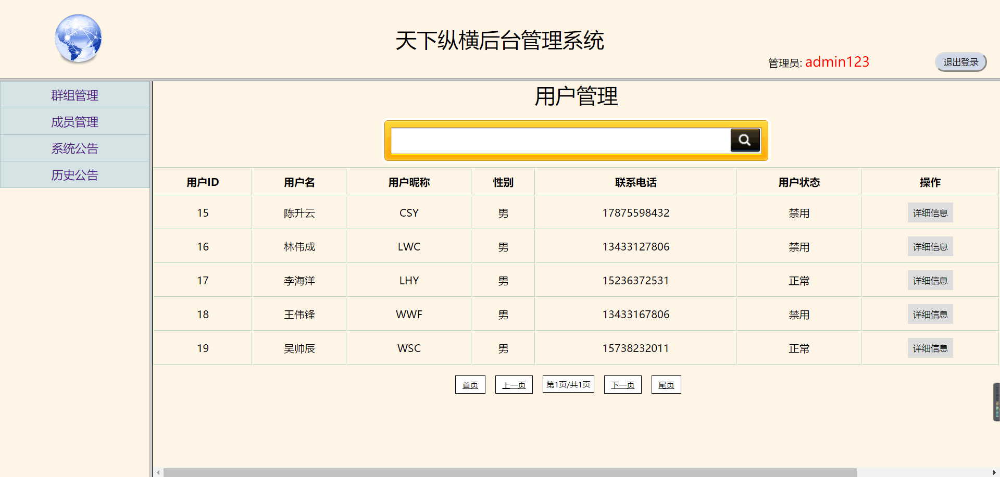 天下纵横后台管理系统
管理员: admin123
退出登录
群组管理
成员管理
系统公告
历史公告
用户管理
用户ID 用户名 用户昵称 性别 联系电话 用户状态 操作
15 陈升云 CSY 男 17875598432 禁用 详细信息
16 林伟成 LWC 男 13433127806 禁用 详细信息
17 李海洋 LHY 男 15236372531 正常 详细信息
18 王伟锋 WWF 男 13433167806 禁用 详细信息
19 吴帅辰 WSC 男 15738232011 正常 详细信息
首页 上一页 第1页/共1页 下一页 尾页